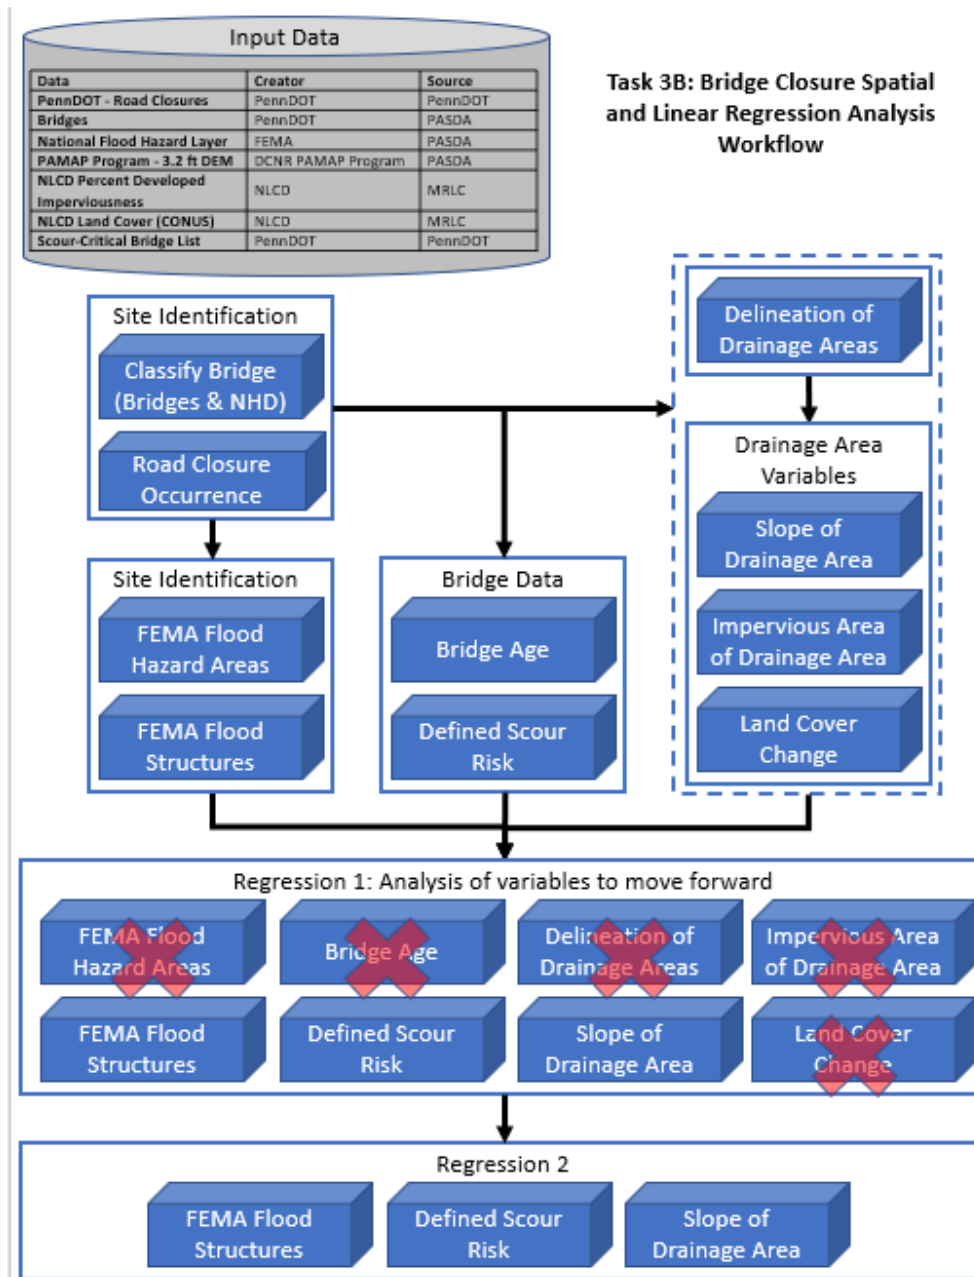 Input Data
Data Creator Source
PennDOT - Road Closures PennDOT PennDOT
Bridges PennDOT PASDA
National Flood Hazard Layer FEMA PASDA
PAMAP Program - 3.2 ft DEM DCNR PAMAP Program PASDA
NLCD Percent Developed
Imperviousness NLCD MRLC
NLCD Land Cover (CONUS) NLCD MRLC
Scour-Critical Bridge List PennDOT PennDOT
Task 3B: Bridge Closure Spatial
and Linear Regression Analysis
Workflow
Site Identification
Classify Bridge
(Bridges & NHD)
Road Closure
Occurrence
Delineation of
Drainage Areas
Drainage Area
Variables
Slope of
Drainage Area
Impervious Area
of Drainage Area
Land Cover
Change
Site Identification
FEMA Flood
Hazard Areas
FEMA Flood
Structures
Bridge Data
Bridge Age
Defined Scour
Risk
Regression 1: Analysis of variables to move forward
FEMA Flood
Hazard Areas
Bridge Age
Delineation of
Drainage Areas
Impervious Area
of Drainage Area
FEMA Flood
Structures
Defined Scour
Risk
Slope of
Drainage Area
Land Cover
Change
Regression 2
FEMA Flood
Structures
Defined Scour
Risk
Slope of
Drainage Area